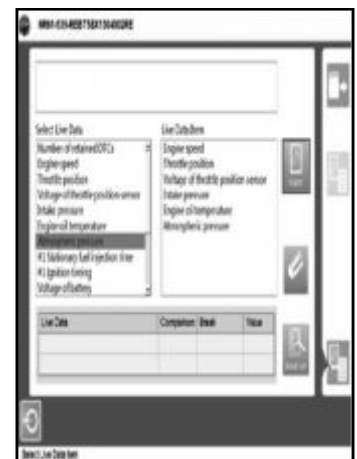 Select Live Data
Live Data Item
Number of retained DTCs
Engine speed
Throttle position
Voltage of throttle position sensor
Intake pressure
Engine oil temperature
Atmospheric pressure
#1 Stationary fuel injection time
#1 Ignition timing
Voltage of battery
Engine speed
Throttle position
Voltage of throttle position sensor
Intake pressure
Engine oil temperature
Atmospheric pressure
Live Data
Comparison
Break
Value
Select Live Data Item